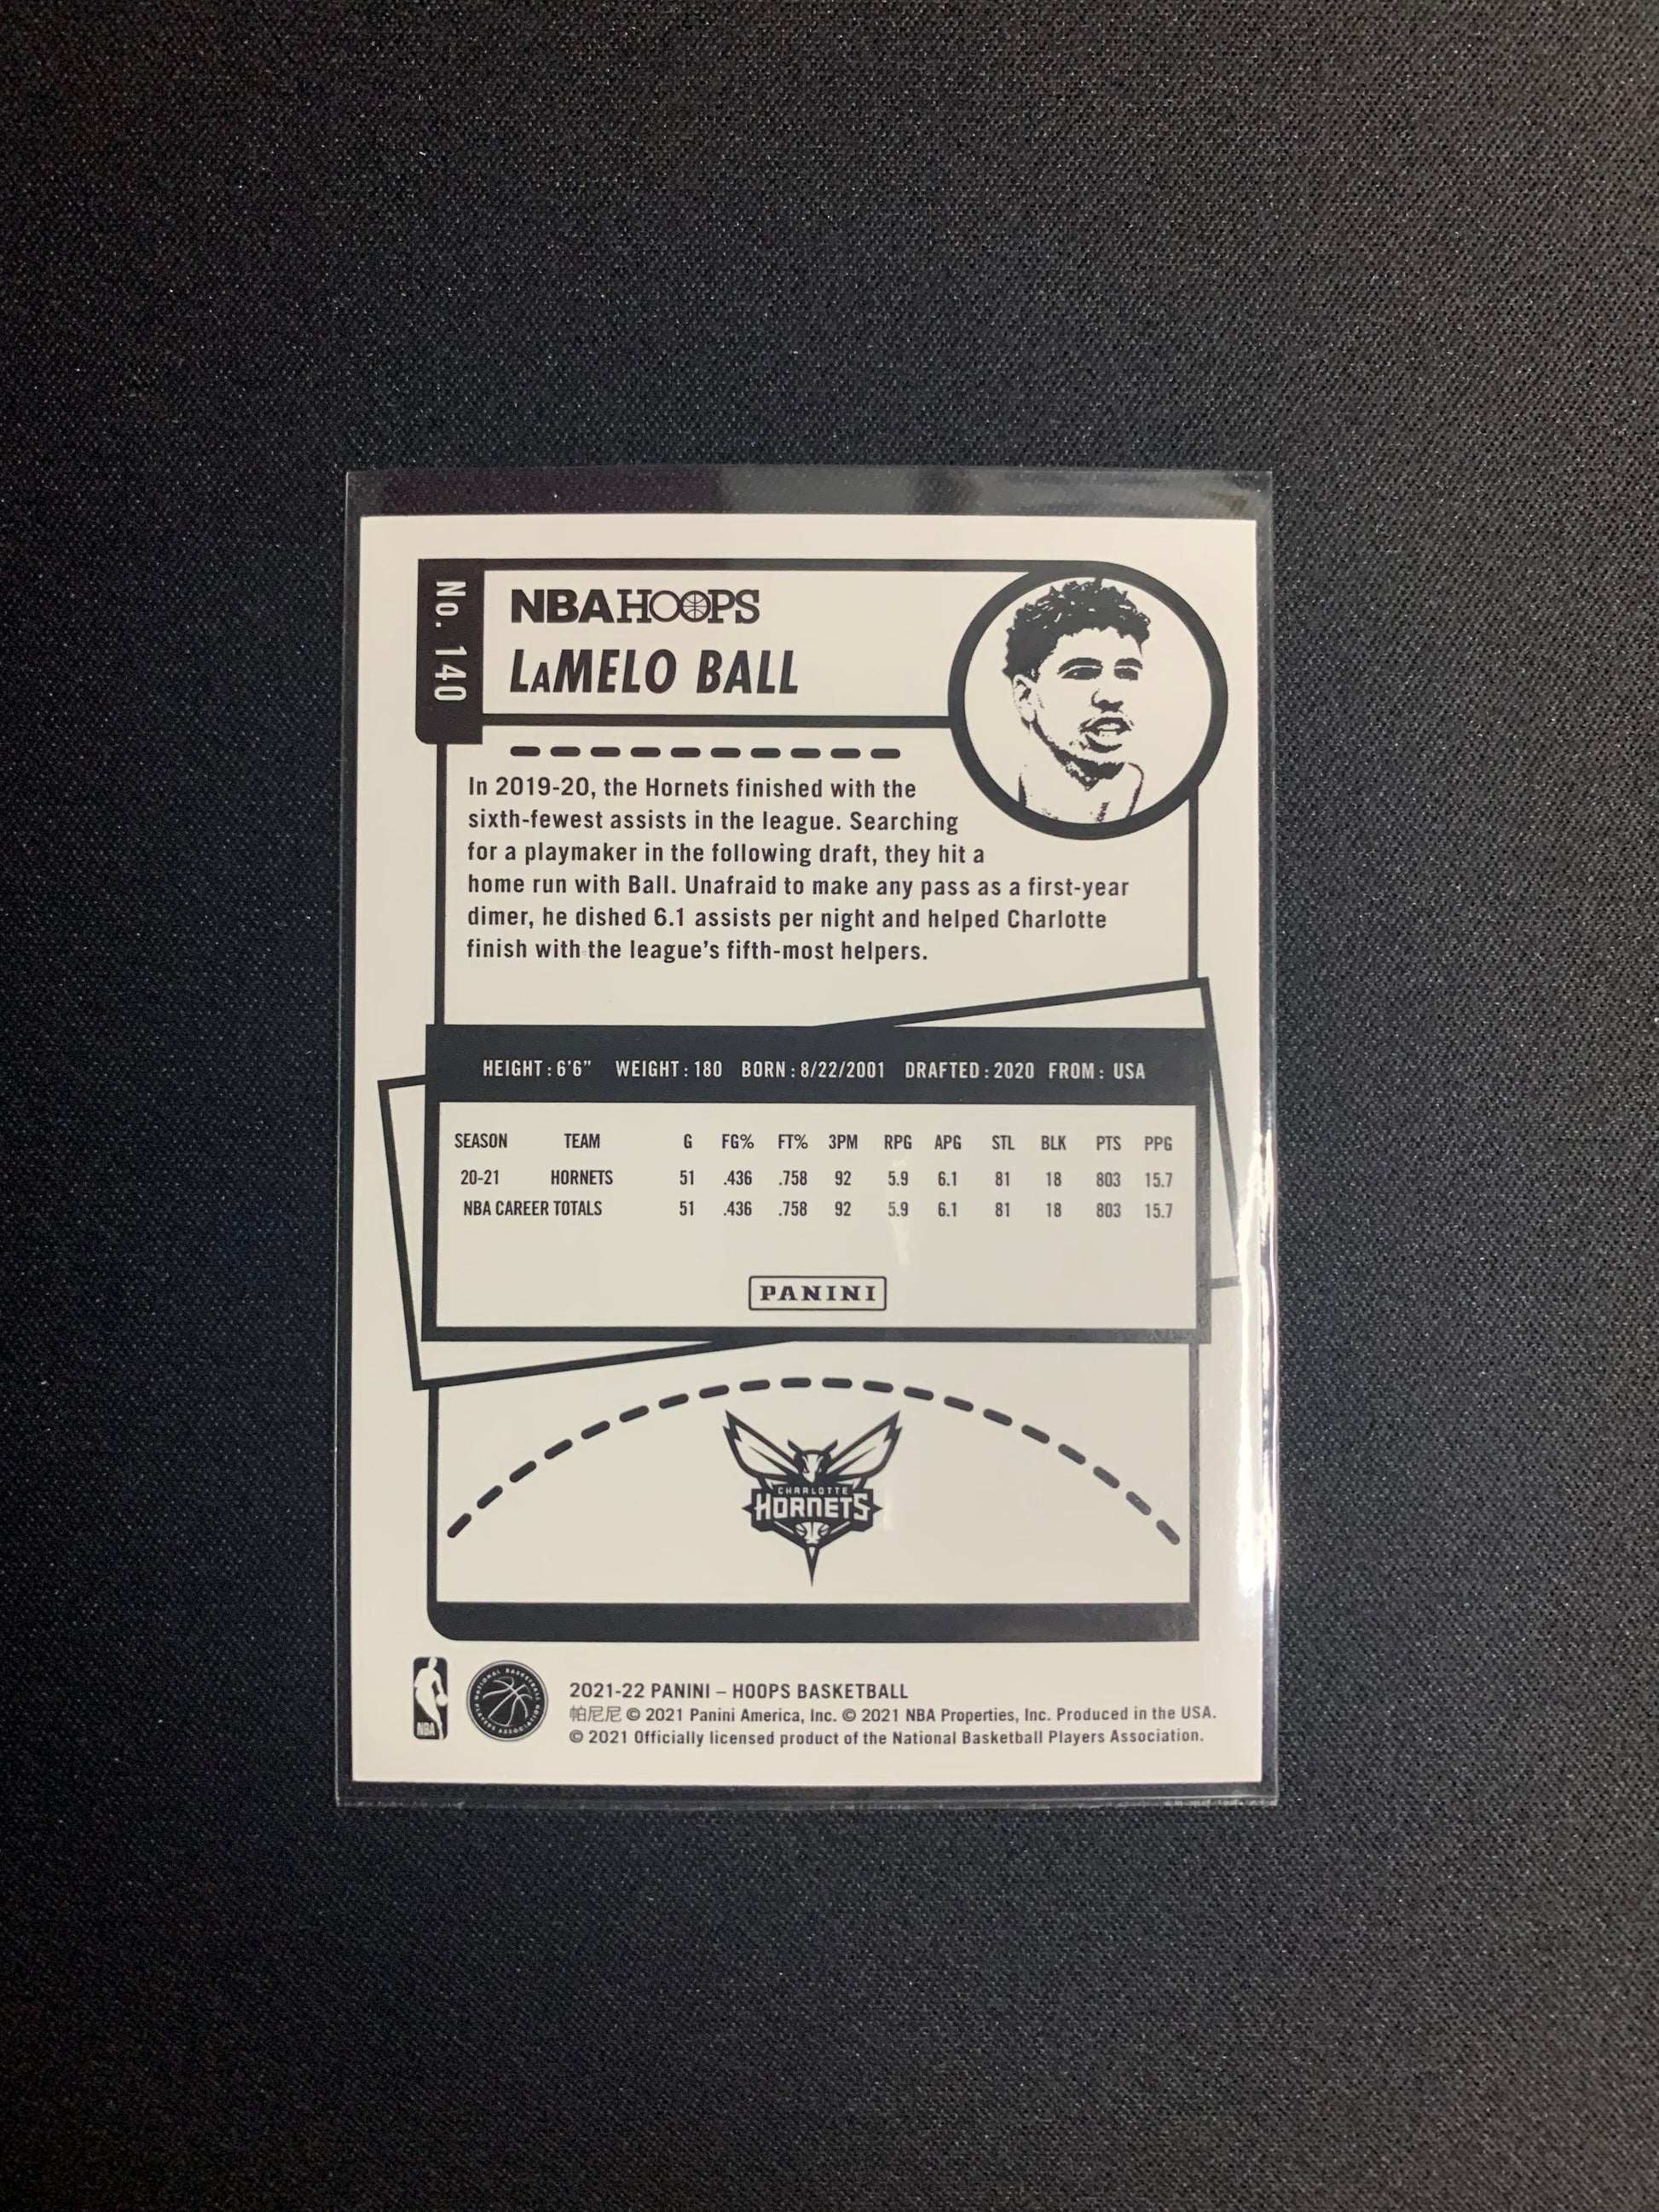 No. 140
NBA HOOPS
LaMELO BALL
In 2019-20, the Hornets finished with the
sixth-fewest assists in the league. Searching
for a playmaker in the following draft, they hit a
home run with Ball. Unafraid to make any pass as a first-year
dimer, he dished 6.1 assists per night and helped Charlotte
finish with the league’s fifth-most helpers.
HEIGHT: 6'6" WEIGHT: 180 BORN: 8/22/2001 DRAFTED: 2020 FROM: USA
SEASON TEAM G FG% FT% 3PM RPG APG STL BLK PTS PPG
20-21 HORNETS 51 .436 .758 92 5.9 6.1 81 18 803 15.7
NBA CAREER TOTALS 51 .436 .758 92 5.9 6.1 81 18 803 15.7
PANINI
CHARLOTTE
HORNETS
NBA
NATIONAL BASKETBALL PLAYERS ASSOCIATION
2021-22 PANINI – HOOPS BASKETBALL
帕尼尼 © 2021 Panini America, Inc. © 2021 NBA Properties, Inc. Produced in the USA.
© 2021 Officially licensed product of the National Basketball Players Association.